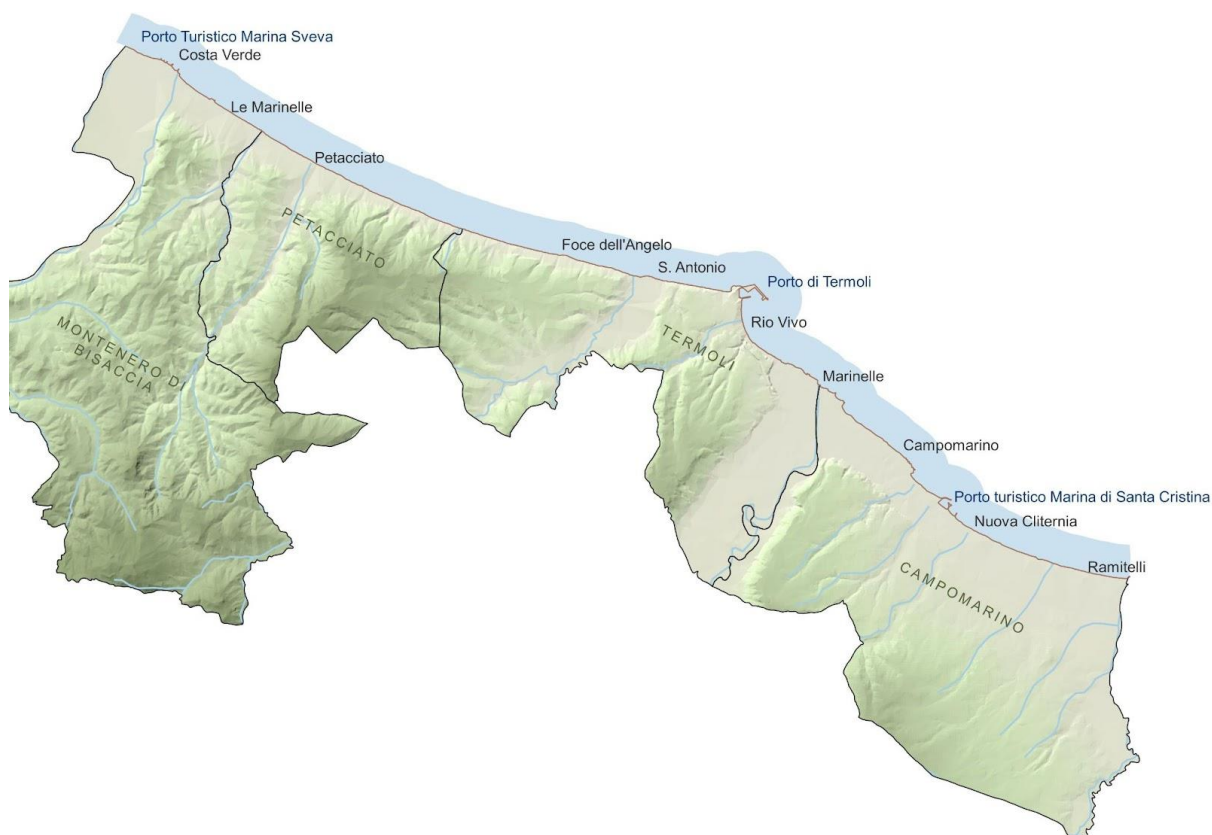 Porto Turistico Marina Sveva
Costa Verde
Le Marinelle
Petacciato
PETACCIATO
Foce dell'Angelo
S. Antonio
Porto di Termoli
Rio Vivo
MONTENERO DI
BISACCIA
TERMOLI
Marinelle
Campomarino
Porto turistico Marina di Santa Cristina
Nuova Cliternia
Ramitelli
CAMPOMARINO